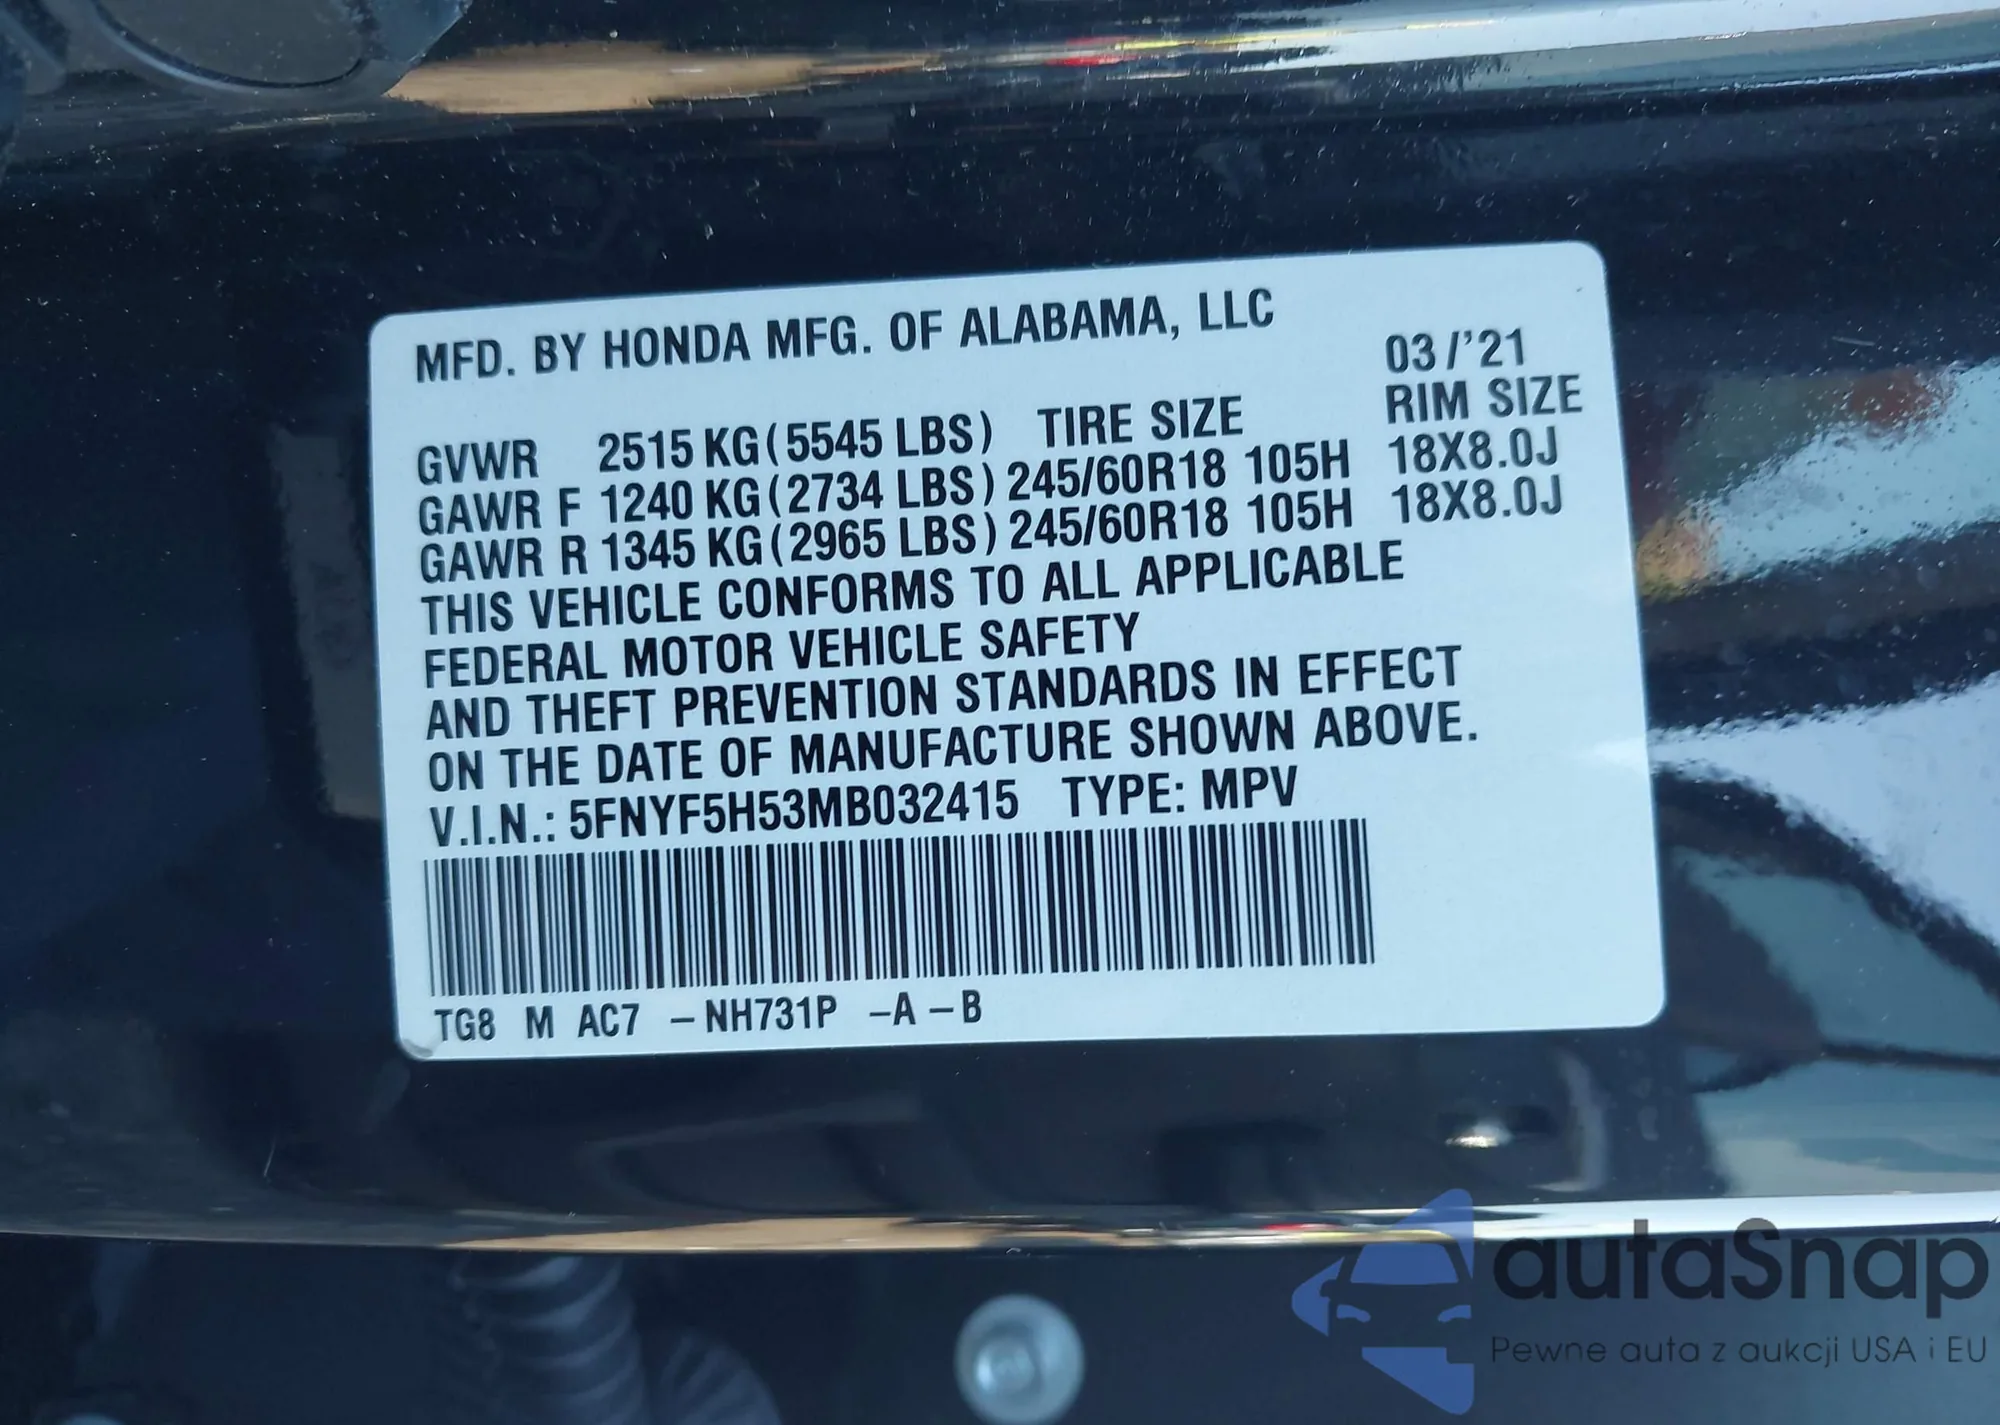 MFD. BY HONDA MFG. OF ALABAMA, LLC 03/'21
GVWR 2515 KG (5545 LBS) TIRE SIZE RIM SIZE
GAWR F 1240 KG (2734 LBS) 245/60R18 105H 18X8.0J
GAWR R 1345 KG (2965 LBS) 245/60R18 105H 18X8.0J
THIS VEHICLE CONFORMS TO ALL APPLICABLE
FEDERAL MOTOR VEHICLE SAFETY
AND THEFT PREVENTION STANDARDS IN EFFECT
ON THE DATE OF MANUFACTURE SHOWN ABOVE.
V.I.N.: 5FNYF5H53MB032415 TYPE: MPV
TG8 M AC7 -NH731P -A -B
autaSnap
Pewne auta z aukcji USA i EU